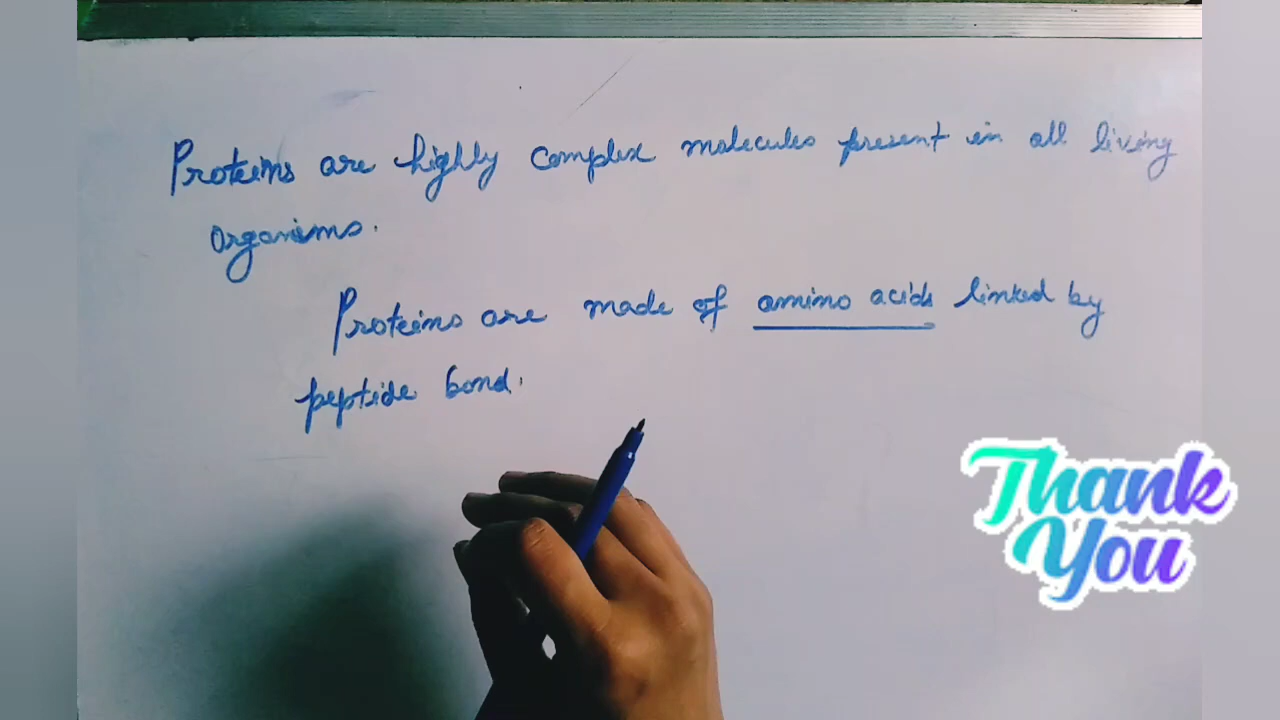 Proteins are highly complex molecules present in all living
organisms.
Proteins are made of amino acids linked by
peptide bond.
Thank
You